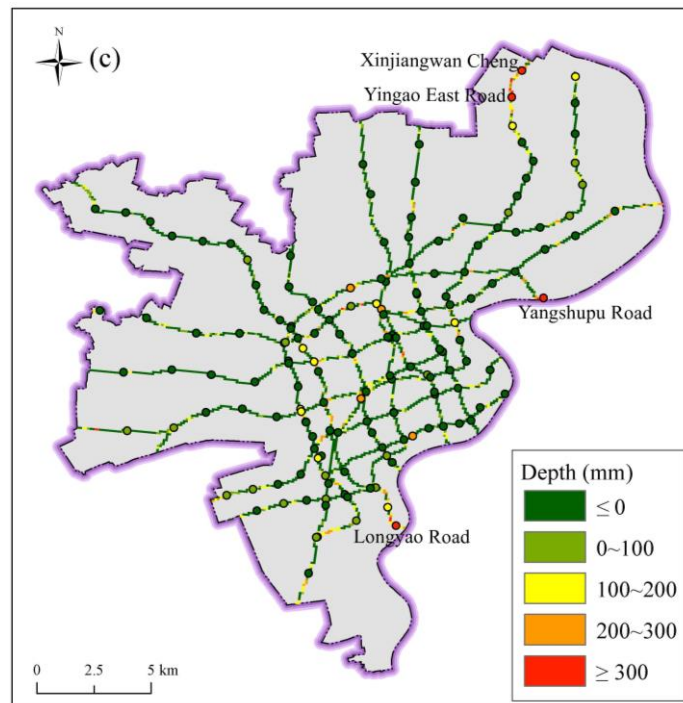 N
(c)
Xinjiangwan Cheng
Yingao East Road
Yangshupu Road
Longyao Road
Depth (mm)
≤ 0
0~100
100~200
200~300
≥ 300
0 2.5 5 km